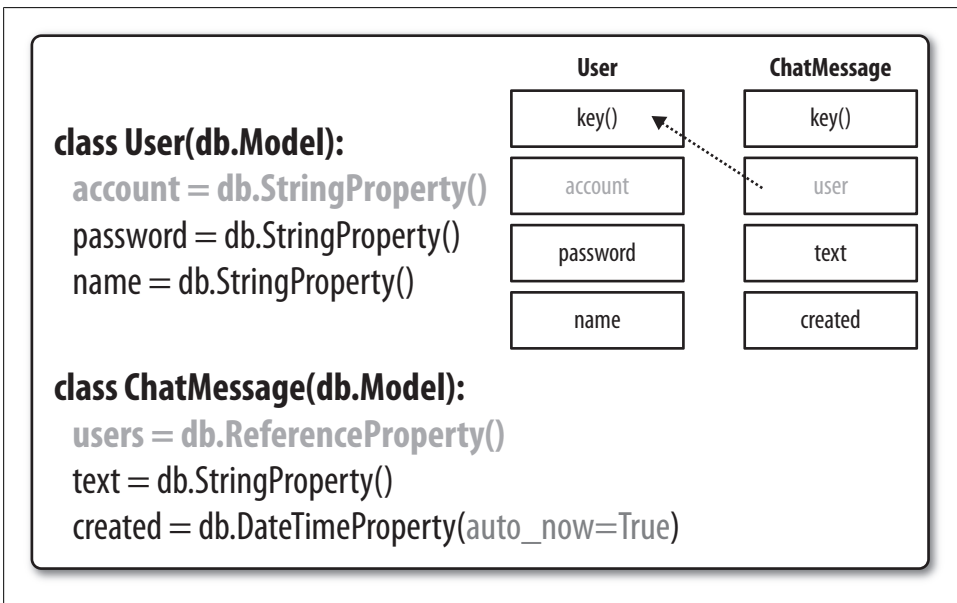 class User(db.Model):
account = db.StringProperty()
password = db.StringProperty()
name = db.StringProperty()
class ChatMessage(db.Model):
users = db.ReferenceProperty()
text = db.StringProperty()
created = db.DateTimeProperty(auto_now=True)
User
key()
account
password
name
ChatMessage
key()
user
text
created